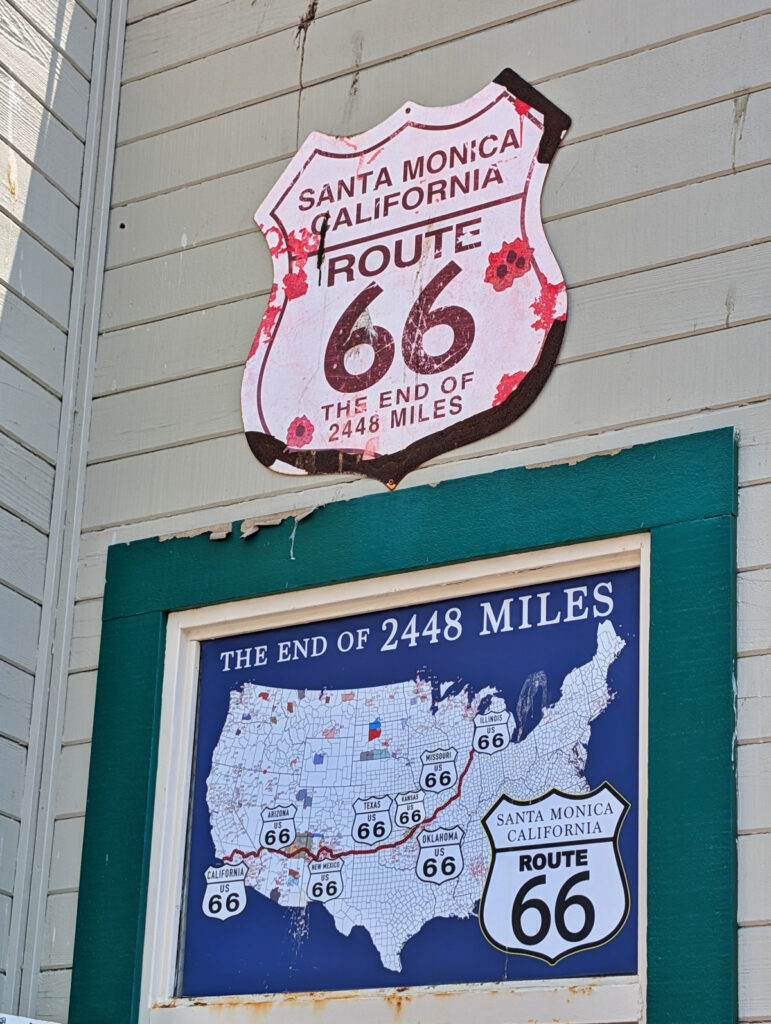 SANTA MONICA
CALIFORNIA
ROUTE
66
THE END OF
2448 MILES
THE END OF 2448 MILES
ILLINOIS
US
66
MISSOURI
US
66
KANSAS
US
66
TEXAS
US
66
ARIZONA
US
66
OKLAHOMA
US
66
NEW MEXICO
US
66
CALIFORNIA
US
66
SANTA MONICA
CALIFORNIA
ROUTE
66